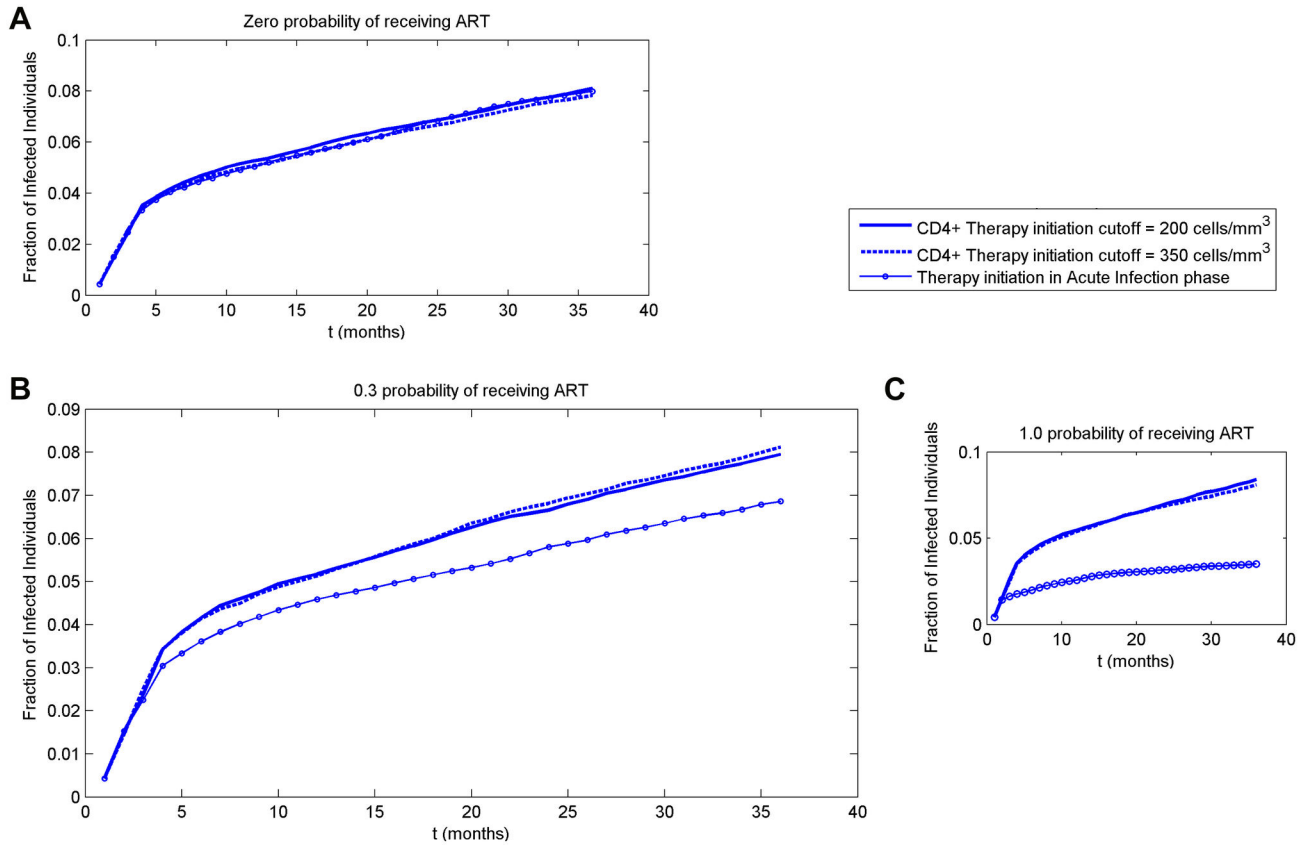 A
Zero probability of receiving ART
0.1
0.08
0.06
0.04
0.02
0
Fraction of Infected Individuals
0 5 10 15 20 25 30 35 40
t (months)
CD4+ Therapy initiation cutoff = 200 cells/mm³
CD4+ Therapy initiation cutoff = 350 cells/mm³
Therapy initiation in Acute Infection phase
B
0.3 probability of receiving ART
0.09
0.08
0.07
0.06
0.05
0.04
0.03
0.02
0.01
0
Fraction of Infected Individuals
0 5 10 15 20 25 30 35 40
t (months)
C
1.0 probability of receiving ART
0.1
0.05
0
Fraction of Infected Individuals
0 10 20 30 40
t (months)